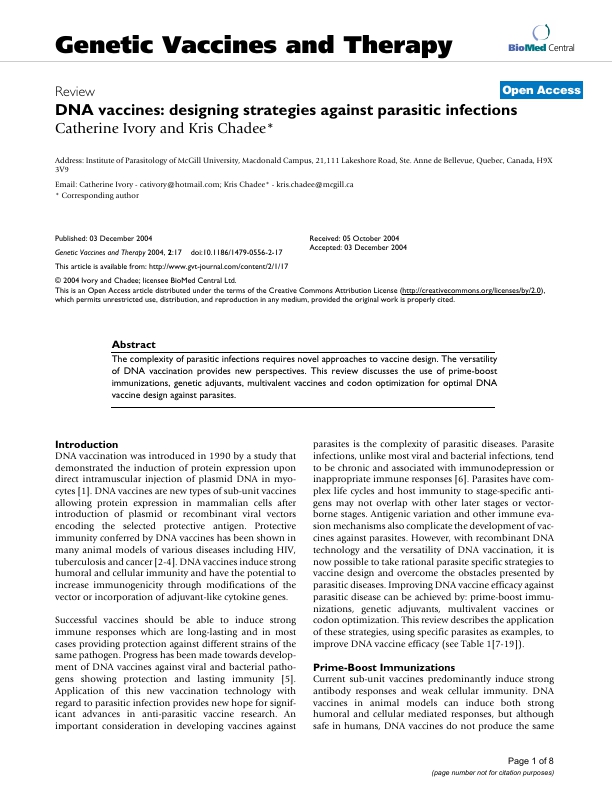 Genetic Vaccines and Therapy
BioMed Central
Review
Open Access
DNA vaccines: designing strategies against parasitic infections
Catherine Ivory and Kris Chadee*
Address: Institute of Parasitology of McGill University, Macdonald Campus, 21,111 Lakeshore Road, Ste. Anne de Bellevue, Quebec, Canada, H9X
3V9
Email: Catherine Ivory - cativory@hotmail.com; Kris Chadee* - kris.chadee@mcgill.ca
* Corresponding author
Published: 03 December 2004
Genetic Vaccines and Therapy 2004, 2:17 doi:10.1186/1479-0556-2-17
This article is available from: http://www.gvt-journal.com/content/2/1/17
Received: 05 October 2004
Accepted: 03 December 2004
© 2004 Ivory and Chadee; licensee BioMed Central Ltd.
This is an Open Access article distributed under the terms of the Creative Commons Attribution License (http://creativecommons.org/licenses/by/2.0),
which permits unrestricted use, distribution, and reproduction in any medium, provided the original work is properly cited.
Abstract
The complexity of parasitic infections requires novel approaches to vaccine design. The versatility
of DNA vaccination provides new perspectives. This review discusses the use of prime-boost
immunizations, genetic adjuvants, multivalent vaccines and codon optimization for optimal DNA
vaccine design against parasites.
Introduction
DNA vaccination was introduced in 1990 by a study that
demonstrated the induction of protein expression upon
direct intramuscular injection of plasmid DNA in myo-
cytes [1]. DNA vaccines are new types of sub-unit vaccines
allowing protein expression in mammalian cells after
introduction of plasmid or recombinant viral vectors
encoding the selected protective antigen. Protective
immunity conferred by DNA vaccines has been shown in
many animal models of various diseases including HIV,
tuberculosis and cancer [2-4]. DNA vaccines induce strong
humoral and cellular immunity and have the potential to
increase immunogenicity through modifications of the
vector or incorporation of adjuvant-like cytokine genes.
Successful vaccines should be able to induce strong
immune responses which are long-lasting and in most
cases providing protection against different strains of the
same pathogen. Progress has been made towards develop-
ment of DNA vaccines against viral and bacterial patho-
gens showing protection and lasting immunity [5].
Application of this new vaccination technology with
regard to parasitic infection provides new hope for signif-
icant advances in anti-parasitic vaccine research. An
important consideration in developing vaccines against
parasites is the complexity of parasitic diseases. Parasite
infections, unlike most viral and bacterial infections, tend
to be chronic and associated with immunodepression or
inappropriate immune responses [6]. Parasites have com-
plex life cycles and host immunity to stage-specific anti-
gens may not overlap with other later stages or vector-
borne stages. Antigenic variation and other immune eva-
sion mechanisms also complicate the development of vac-
cines against parasites. However, with recombinant DNA
technology and the versatility of DNA vaccination, it is
now possible to take rational parasite specific strategies to
vaccine design and overcome the obstacles presented by
parasitic diseases. Improving DNA vaccine efficacy against
parasitic disease can be achieved by: prime-boost immu-
nizations, genetic adjuvants, multivalent vaccines or
codon optimization. This review describes the application
of these strategies, using specific parasites as examples, to
improve DNA vaccine efficacy (see Table 1[7-19]).
Prime-Boost Immunizations
Current sub-unit vaccines predominantly induce strong
antibody responses and weak cellular immunity. DNA
vaccines in animal models can induce both strong
humoral and cellular mediated responses, but although
safe in humans, DNA vaccines do not produce the same
Page 1 of 8
(page number not for citation purposes)